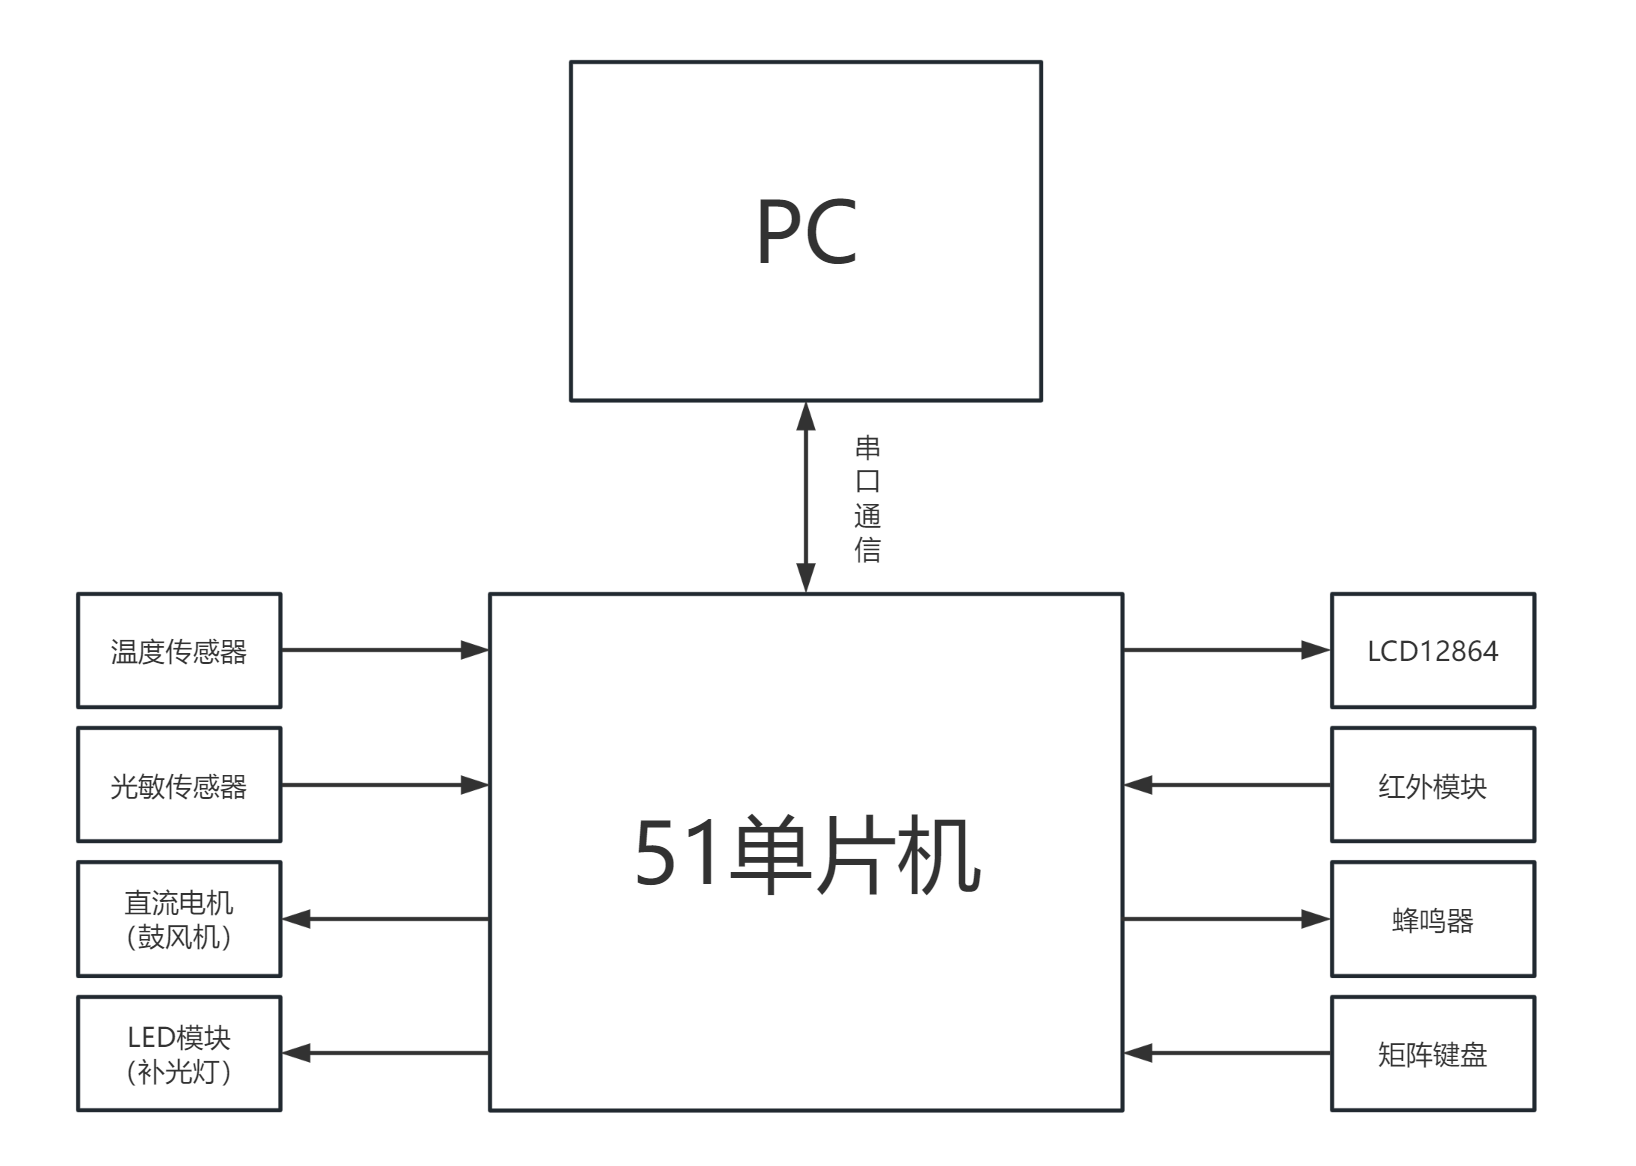 PC
串
口
通
信
温度传感器
光敏传感器
直流电机
（鼓风机）
LED模块
（补光灯）
51单片机
LCD12864
红外模块
蜂鸣器
矩阵键盘